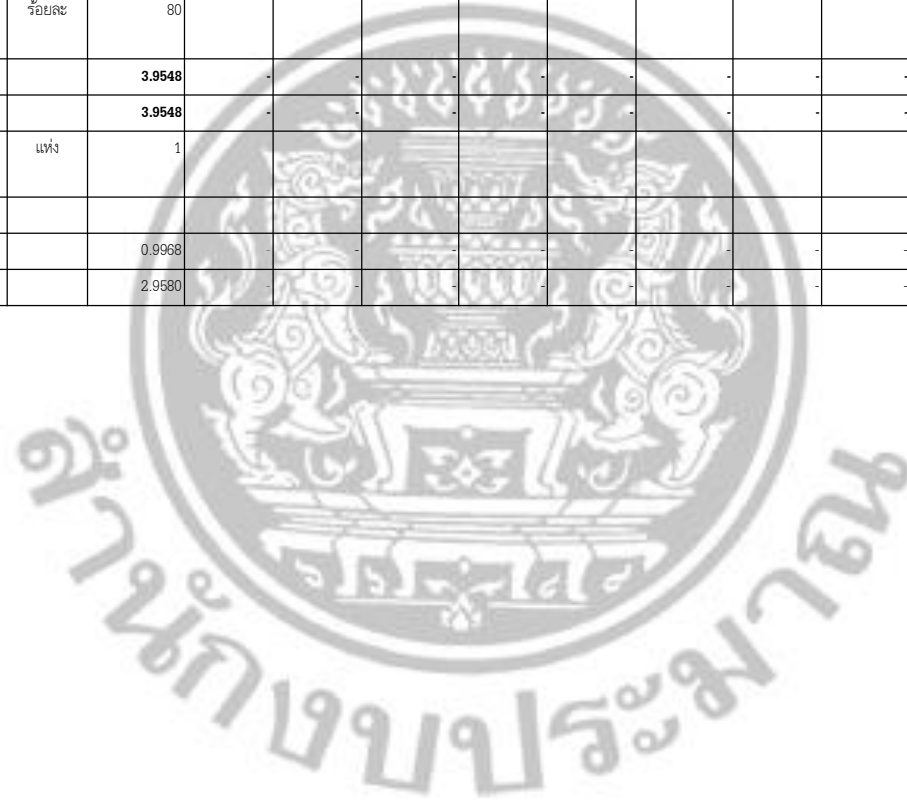 ร้อยละ 80
3.9548 - - - - - - - -
3.9548 - - - - - - - -
แห่ง 1
0.9968 - - - - - - - -
2.9580 - - - - - - - -
สำนักงบประมาณ